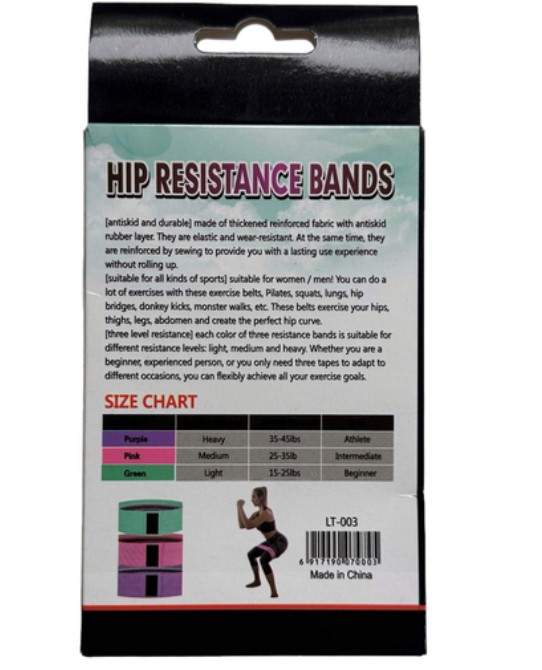 HIP RESISTANCE BANDS
[antiskid and durable] made of thickened reinforced fabric with antiskid
rubber layer. They are elastic and wear-resistant. At the same time, they
are reinforced by sewing to provide you with a lasting use experience
without rolling up.
[suitable for all kinds of sports] suitable for women / men! You can do a
lot of exercises with these exercise belts, Pilates, squats, lungs, hip
bridges, donkey kicks, monster walks, etc. These belts exercise your hips,
thighs, legs, abdomen and create the perfect hip curve.
[three level resistance] each color of three resistance bands is suitable for
different resistance levels: light, medium and heavy. Whether you are a
beginner, experienced person, or you only need three tapes to adapt to
different occasions, you can flexibly achieve all your exercise goals.
SIZE CHART
Purple Heavy 35-45lbs Athlete
Pink Medium 25-35lb Intermediate
Green Light 15-25lbs Beginner
LT-003
6 917190 070003
Made in China